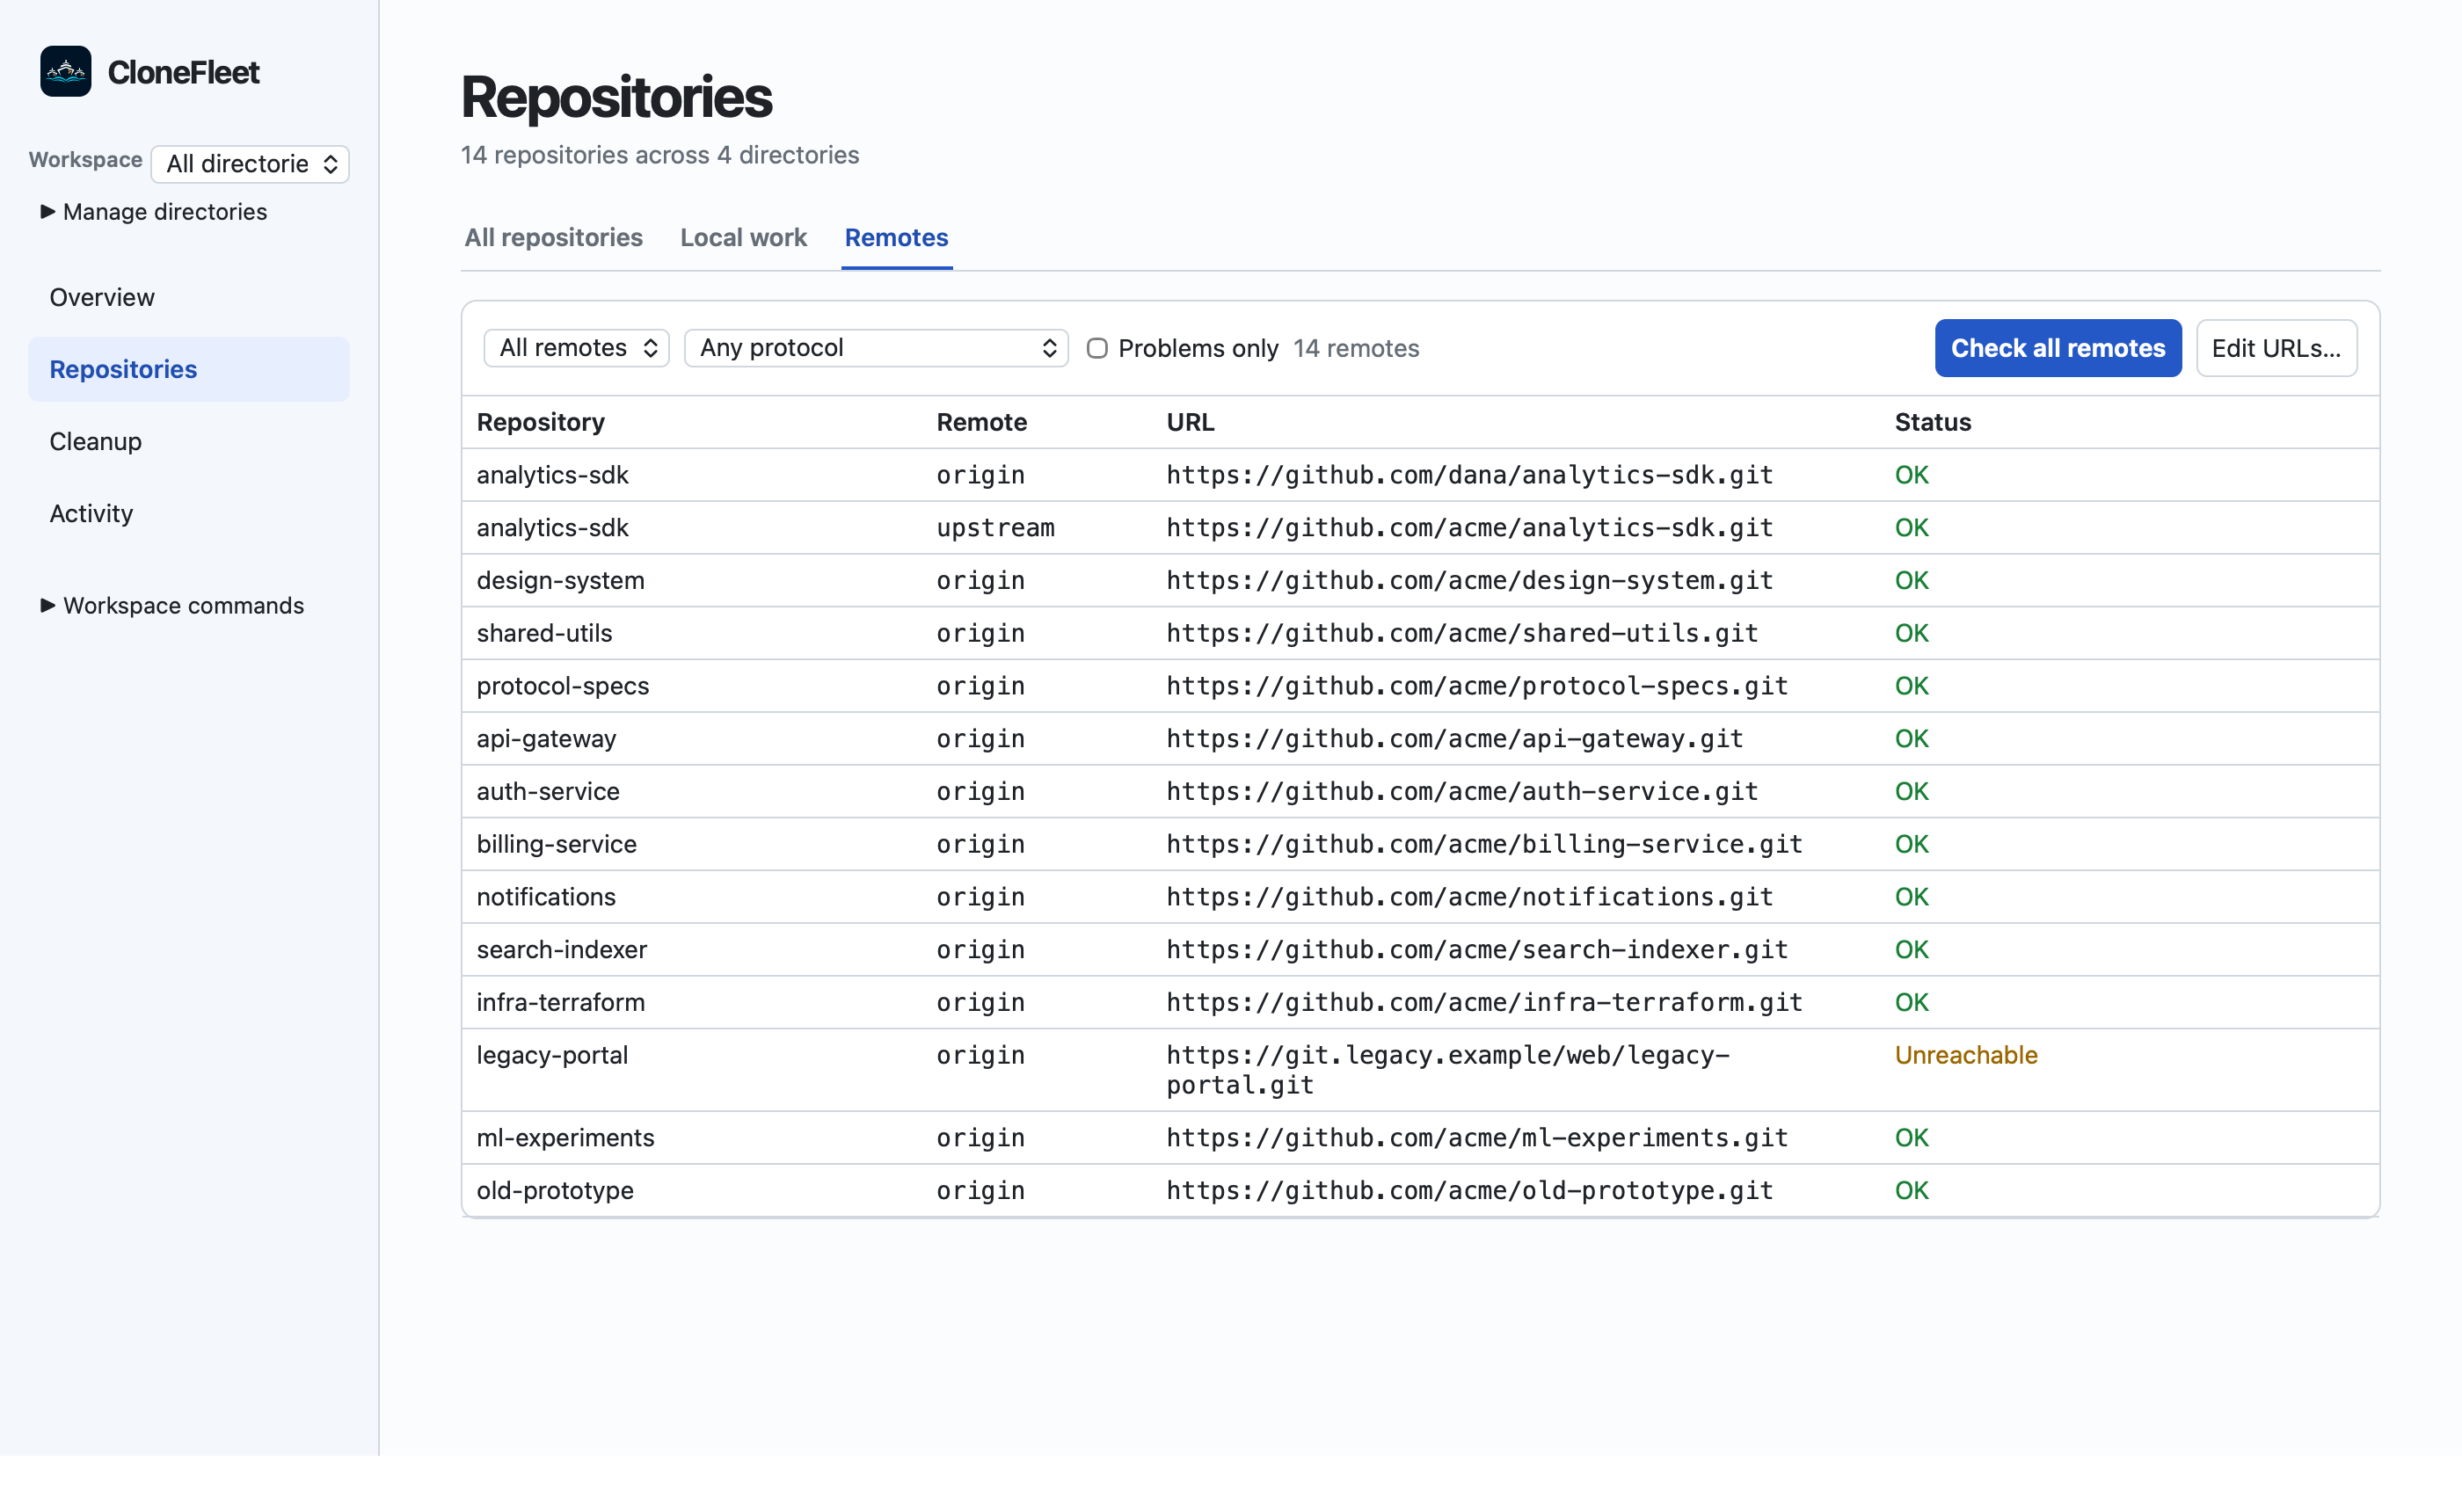 CloneFleet
Workspace All directorie
Manage directories
Overview
Repositories
Cleanup
Activity
Workspace commands
Repositories
14 repositories across 4 directories
All repositories Local work Remotes
All remotes Any protocol Problems only 14 remotes Check all remotes Edit URLs...
Repository Remote URL Status
analytics-sdk origin https://github.com/dana/analytics-sdk.git OK
analytics-sdk upstream https://github.com/acme/analytics-sdk.git OK
design-system origin https://github.com/acme/design-system.git OK
shared-utils origin https://github.com/acme/shared-utils.git OK
protocol-specs origin https://github.com/acme/protocol-specs.git OK
api-gateway origin https://github.com/acme/api-gateway.git OK
auth-service origin https://github.com/acme/auth-service.git OK
billing-service origin https://github.com/acme/billing-service.git OK
notifications origin https://github.com/acme/notifications.git OK
search-indexer origin https://github.com/acme/search-indexer.git OK
infra-terraform origin https://github.com/acme/infra-terraform.git OK
legacy-portal origin https://git.legacy.example/web/legacy- Unreachable
portal.git
ml-experiments origin https://github.com/acme/ml-experiments.git OK
old-prototype origin https://github.com/acme/old-prototype.git OK